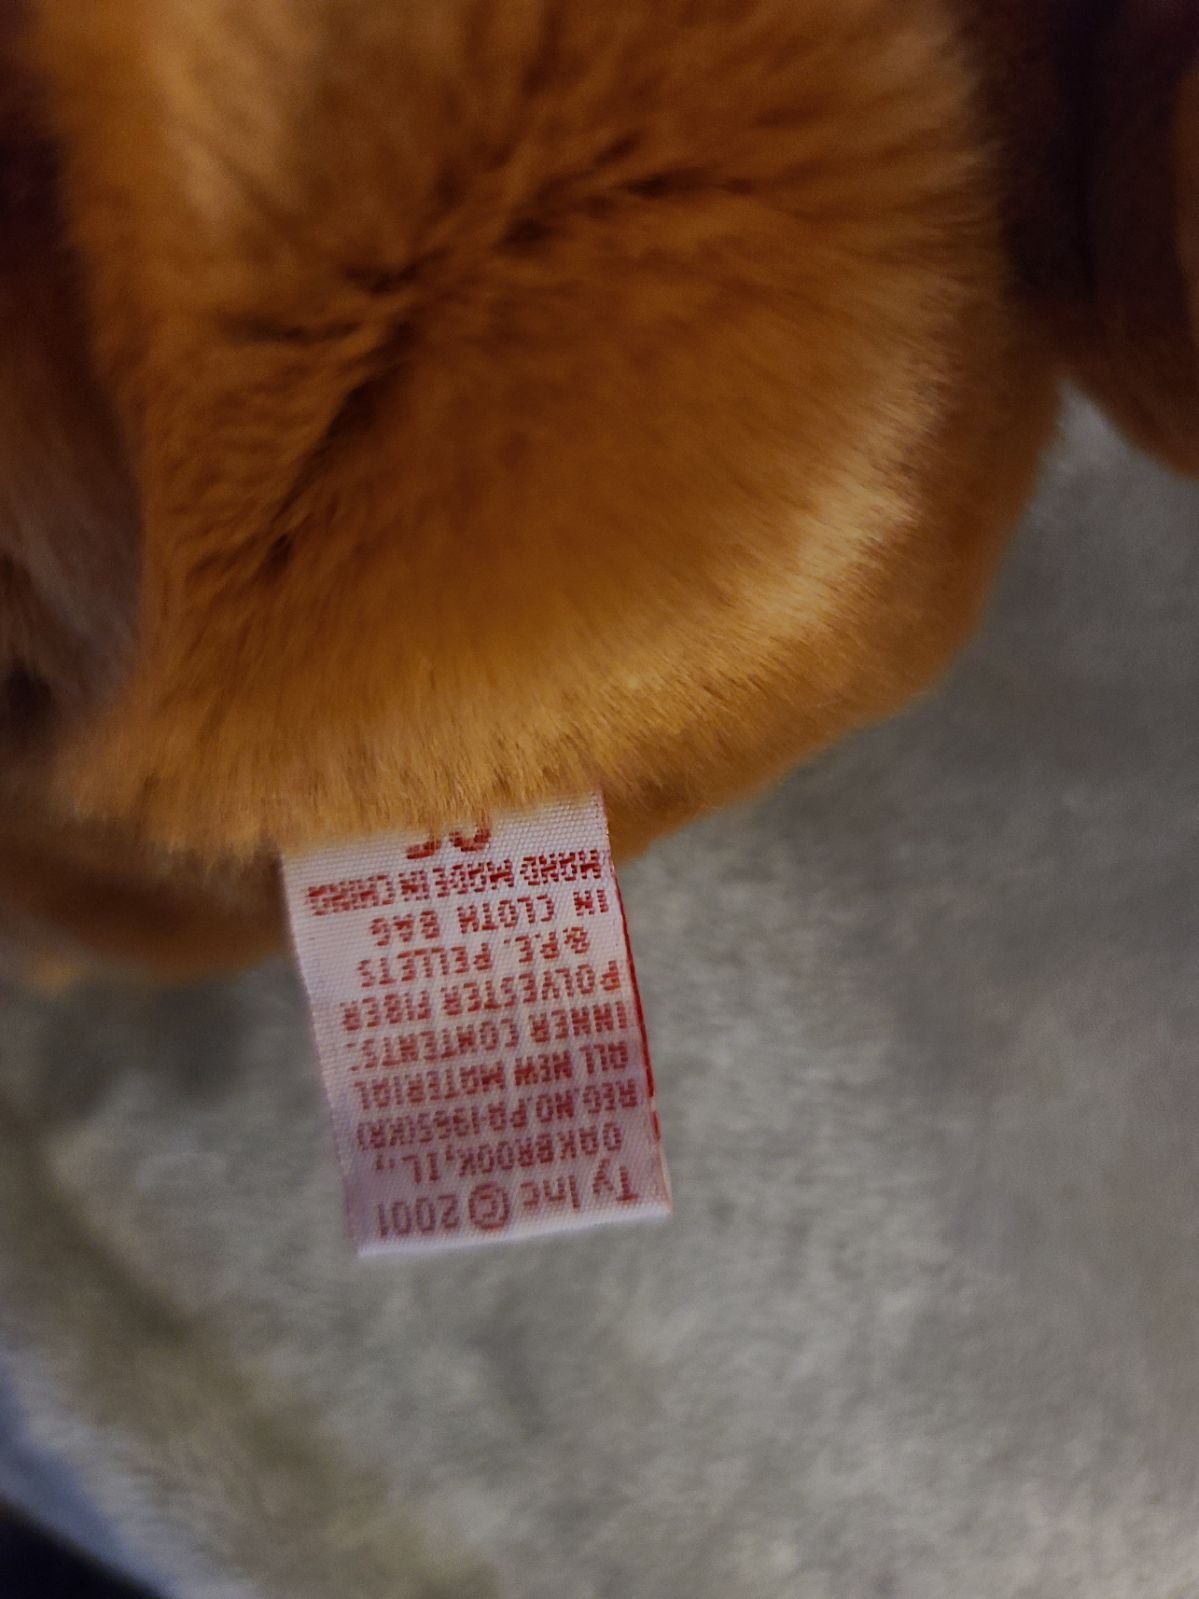 Ty Inc © 2001
OAKBROOK, IL.,
REG.NO.PA-1965(KR)
ALL NEW MATERIAL
INNER CONTENTS:
POLYESTER FIBER
& P.E. PELLETS
IN CLOTH BAG
HAND MADE IN CHINA